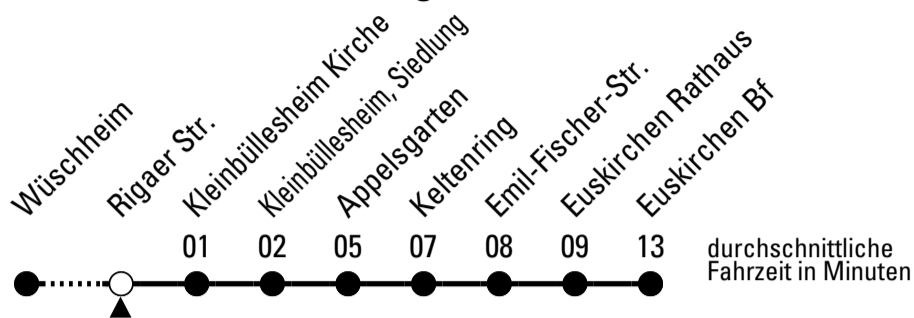 Wüschheim
Rigaer Str.
Kleinbüllesheim Kirche
Kleinbüllesheim, Siedlung
Appelsgarten
Keltenring
Emil-Fischer-Str.
Euskirchen Rathaus
Euskirchen Bf
01 02 05 07 08 09 13
durchschnittliche
Fahrzeit in Minuten